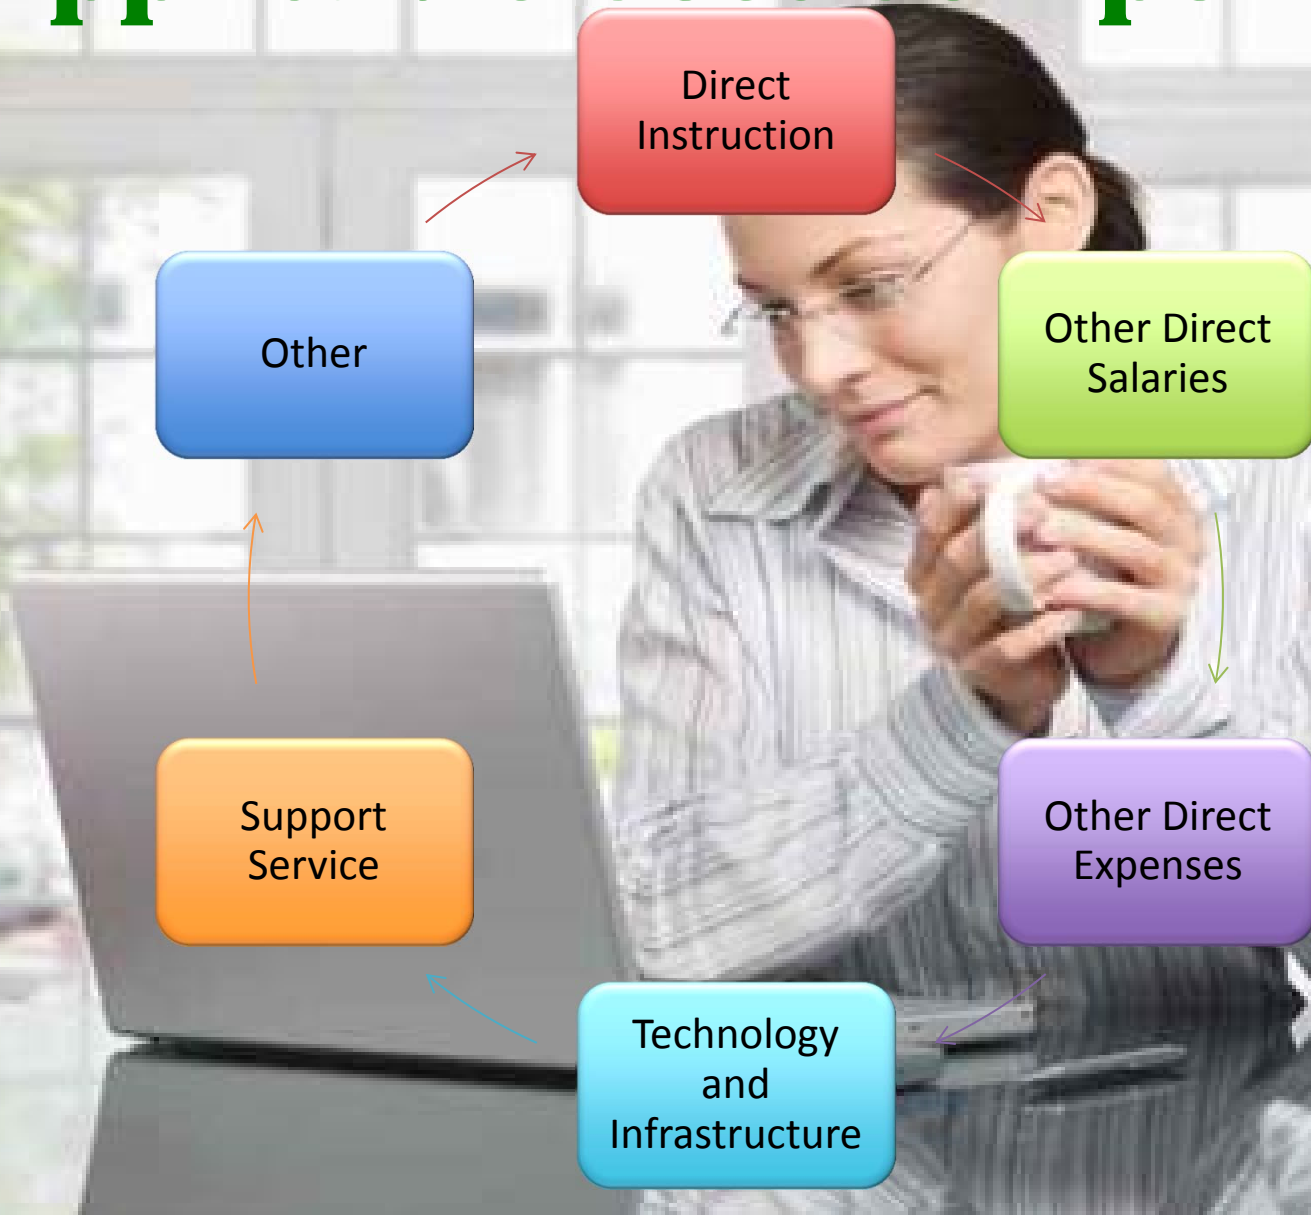 Direct
Instruction
Other Direct
Salaries
Other Direct
Expenses
Technology
and
Infrastructure
Support
Service
Other